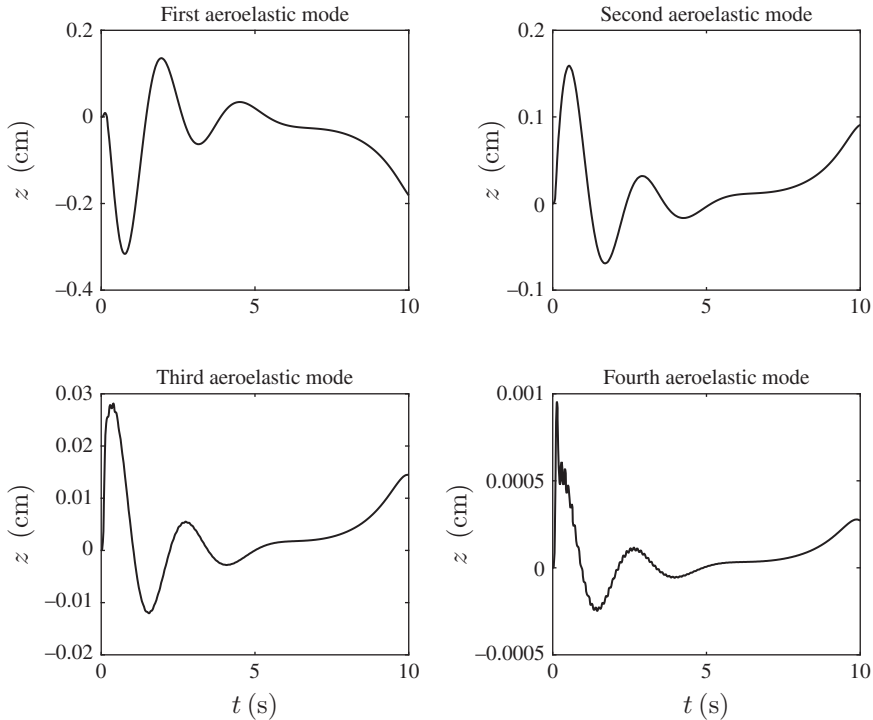 First aeroelastic mode
0.2
0
−0.2
−0.4
z (cm)
0 5 10
Second aeroelastic mode
0.2
0.1
0
−0.1
z (cm)
0 5 10
Third aeroelastic mode
0.03
0.02
0.01
0
−0.01
−0.02
z (cm)
0 5 10
t (s)
Fourth aeroelastic mode
0.001
0.0005
0
−0.0005
z (cm)
0 5 10
t (s)